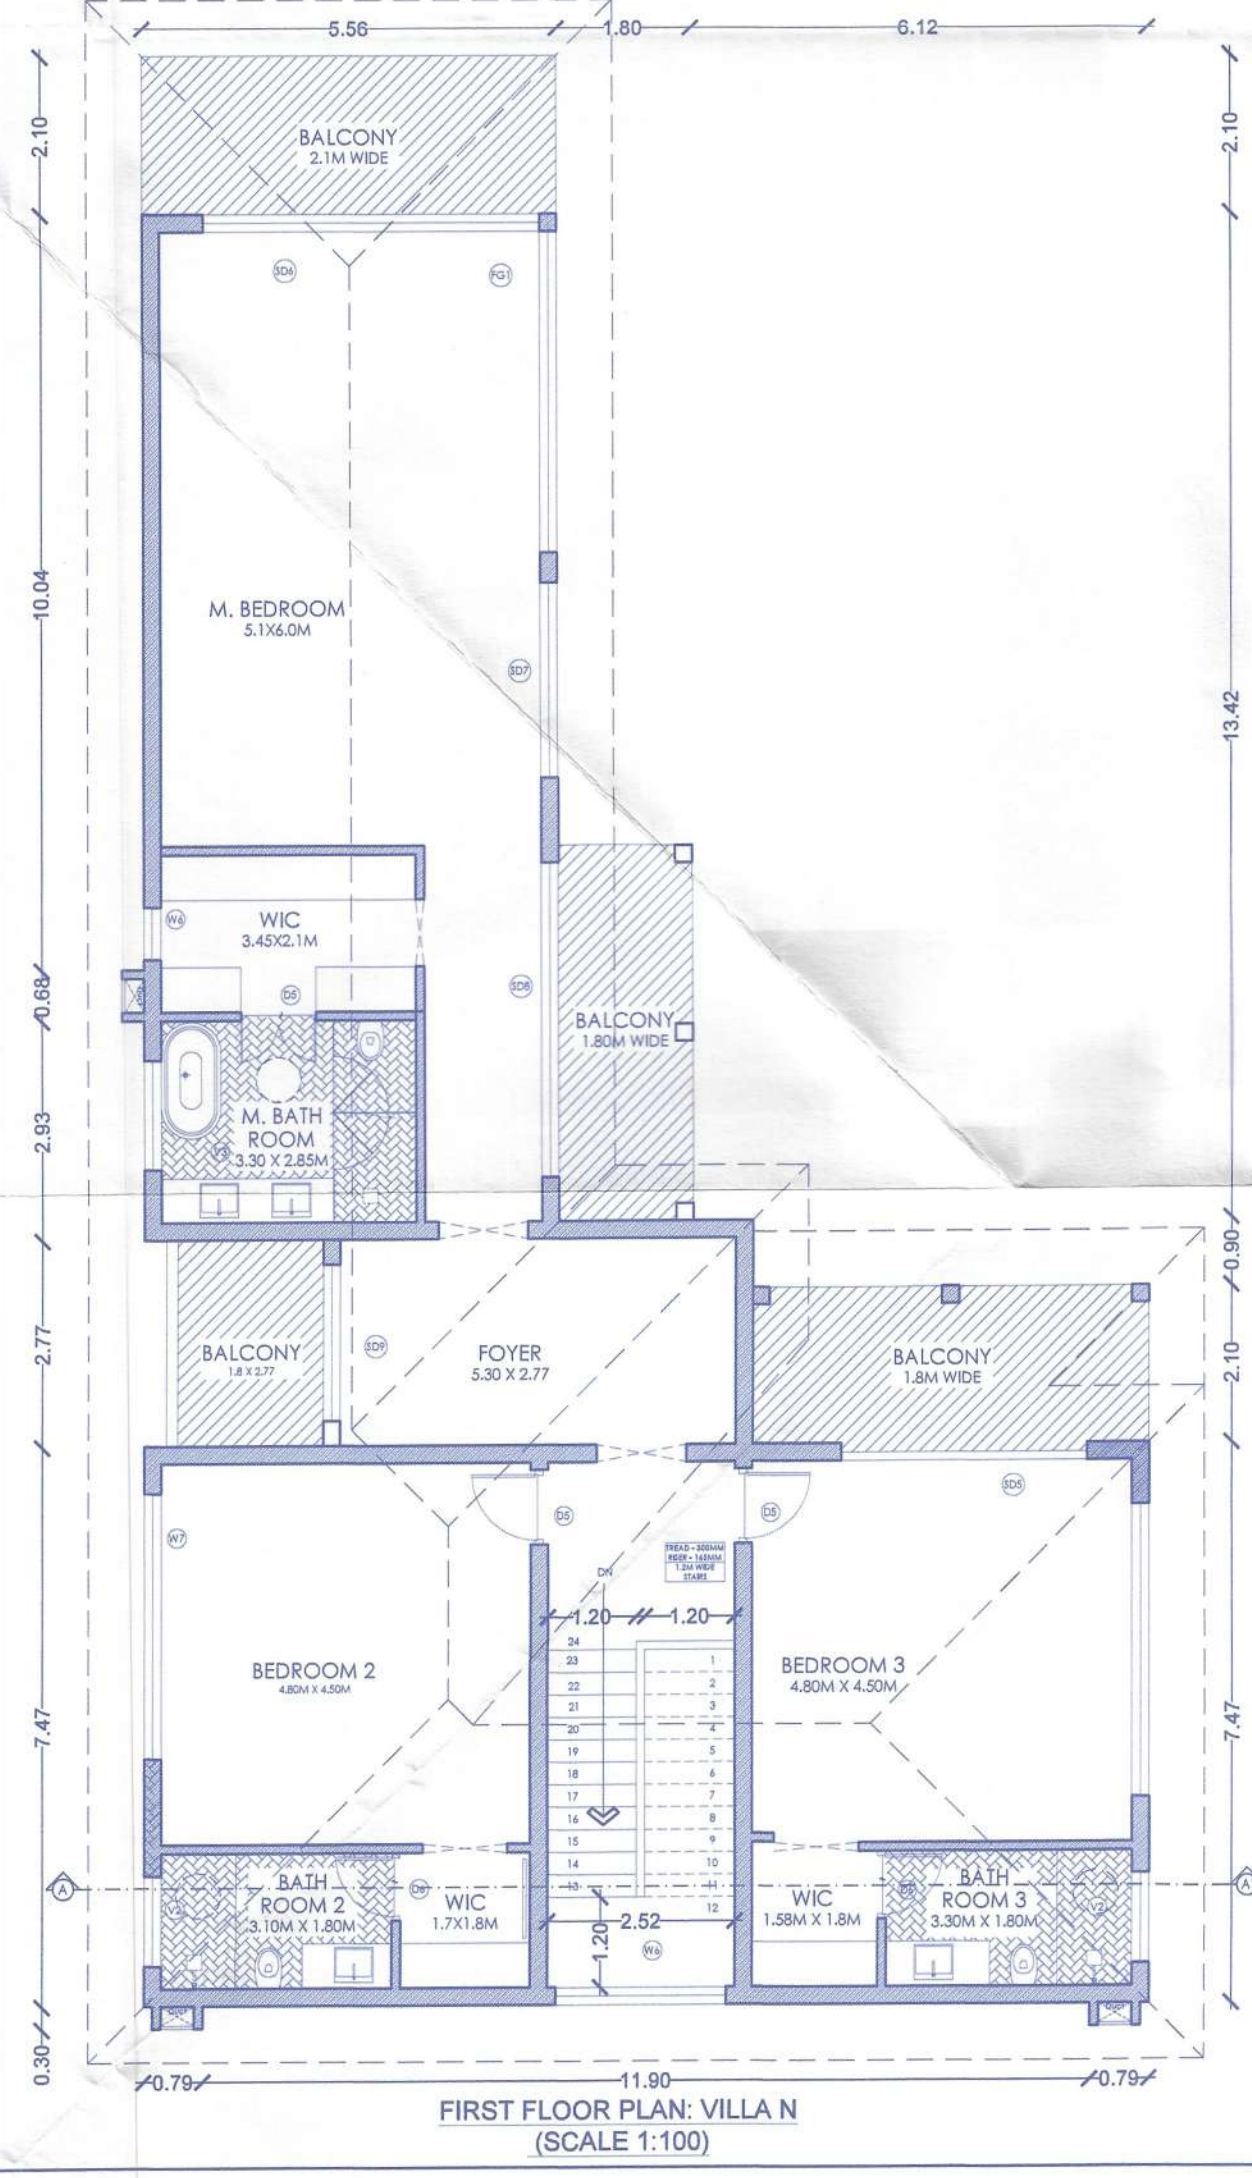 5.56
1.80
6.12
2.10
2.10
BALCONY
2.1M WIDE
SD6
FG1
10.04
M. BEDROOM
5.1X6.0M
SD7
13.42
W6
WIC
3.45X2.1M
0.68
D5
SD8
BALCONY
1.80M WIDE
M. BATH
ROOM
3.30 X 2.85M
V3
2.93
0.90
BALCONY
1.8 X 2.77
SD9
FOYER
5.30 X 2.77
BALCONY
1.8M WIDE
2.77
2.10
W7
D5
D5
SD5
TREAD - 300MM
RISER - 165MM
1.2M WIDE
STAIRS
DN
1.20
1.20
24
23
22
21
20
19
18
17
16
15
14
13
1
2
3
4
5
6
7
8
9
10
11
12
BEDROOM 2
4.80M X 4.50M
BEDROOM 3
4.80M X 4.50M
7.47
7.47
A
A
V2
BATH
ROOM 2
3.10M X 1.80M
D6
WIC
1.7X1.8M
2.52
1.20
W6
WIC
1.58M X 1.8M
D6
BATH
ROOM 3
3.30M X 1.80M
V2
DUCT
DUCT
0.30
0.79
11.90
0.79
FIRST FLOOR PLAN: VILLA N
(SCALE 1:100)